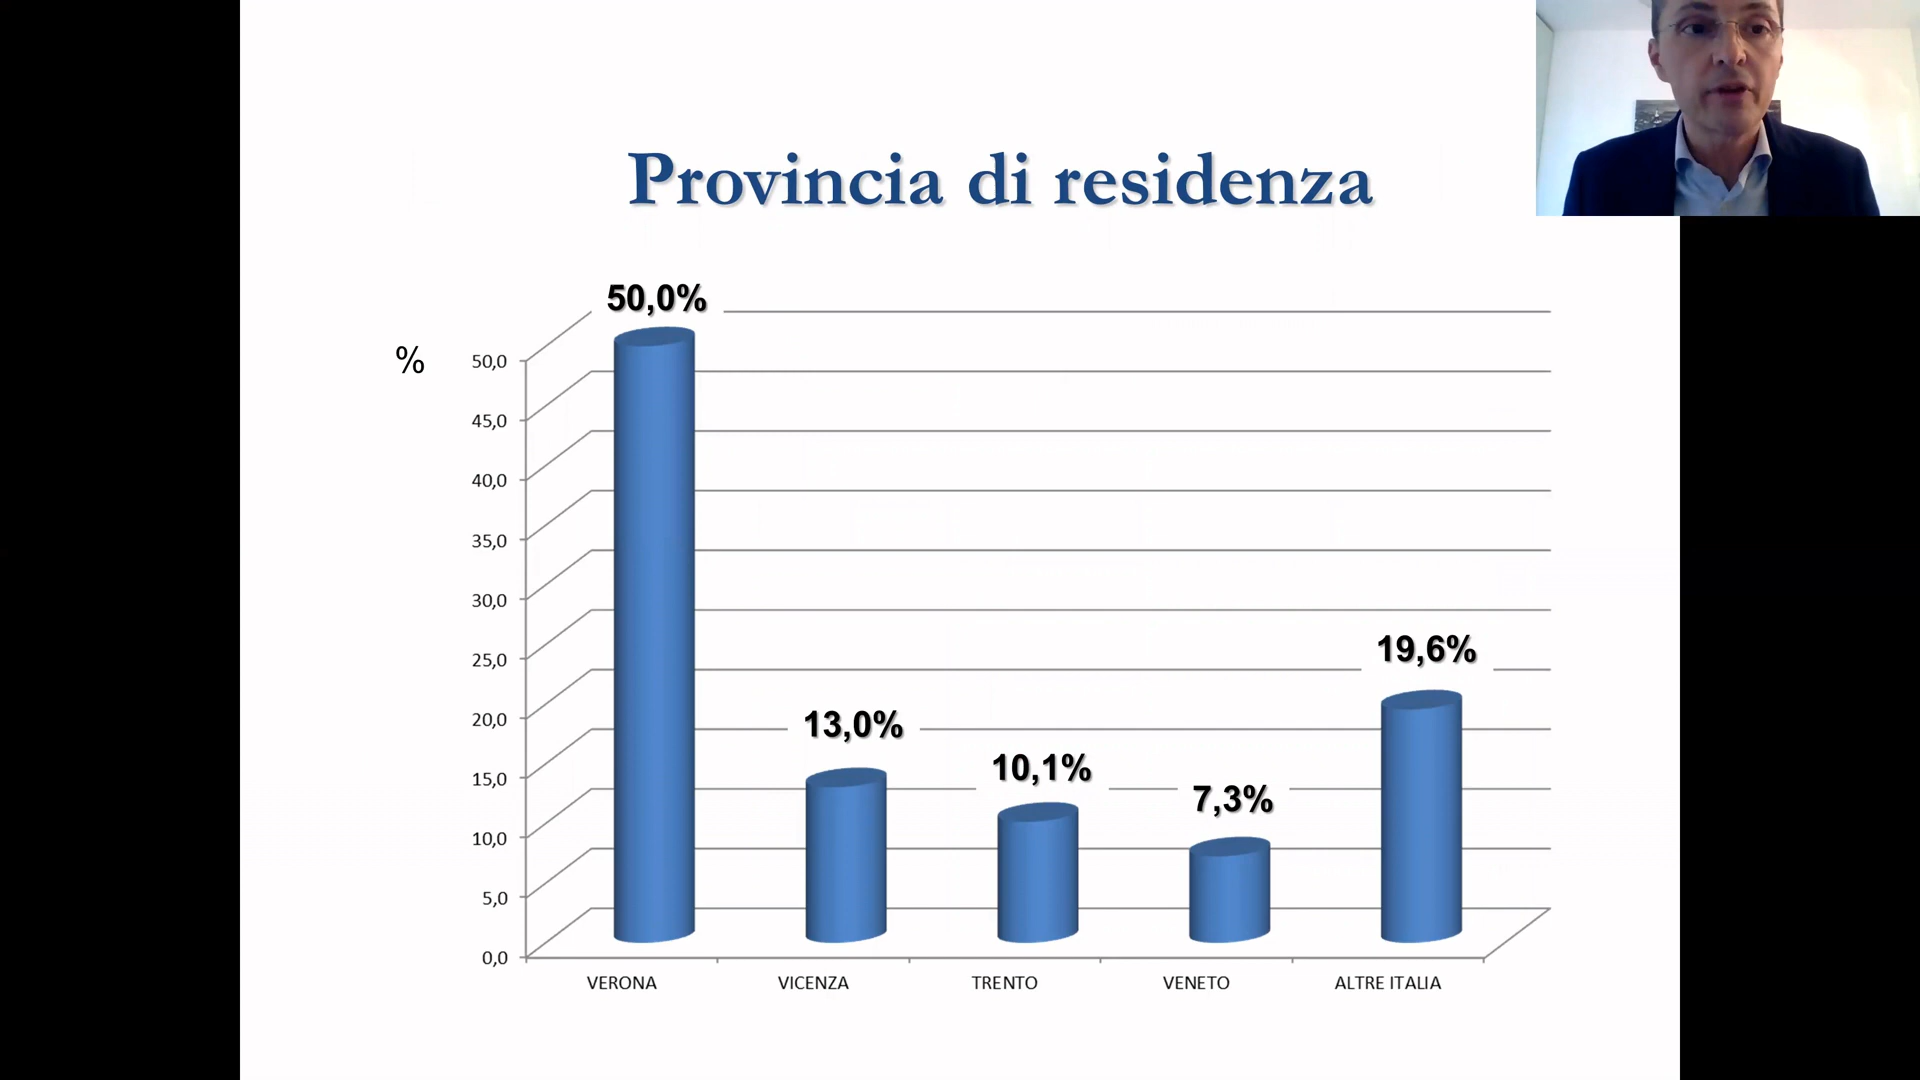 Provincia di residenza
50,0%
%
50,0
45,0
40,0
35,0
30,0
25,0
20,0
15,0
10,0
5,0
0,0
13,0%
10,1%
7,3%
19,6%
VERONA
VICENZA
TRENTO
VENETO
ALTRE ITALIA